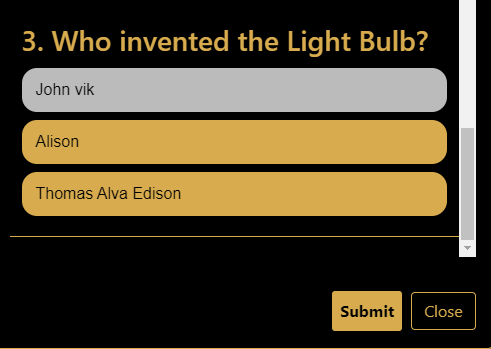 3. Who invented the Light Bulb?
John vik
Alison
Thomas Alva Edison
Submit Close